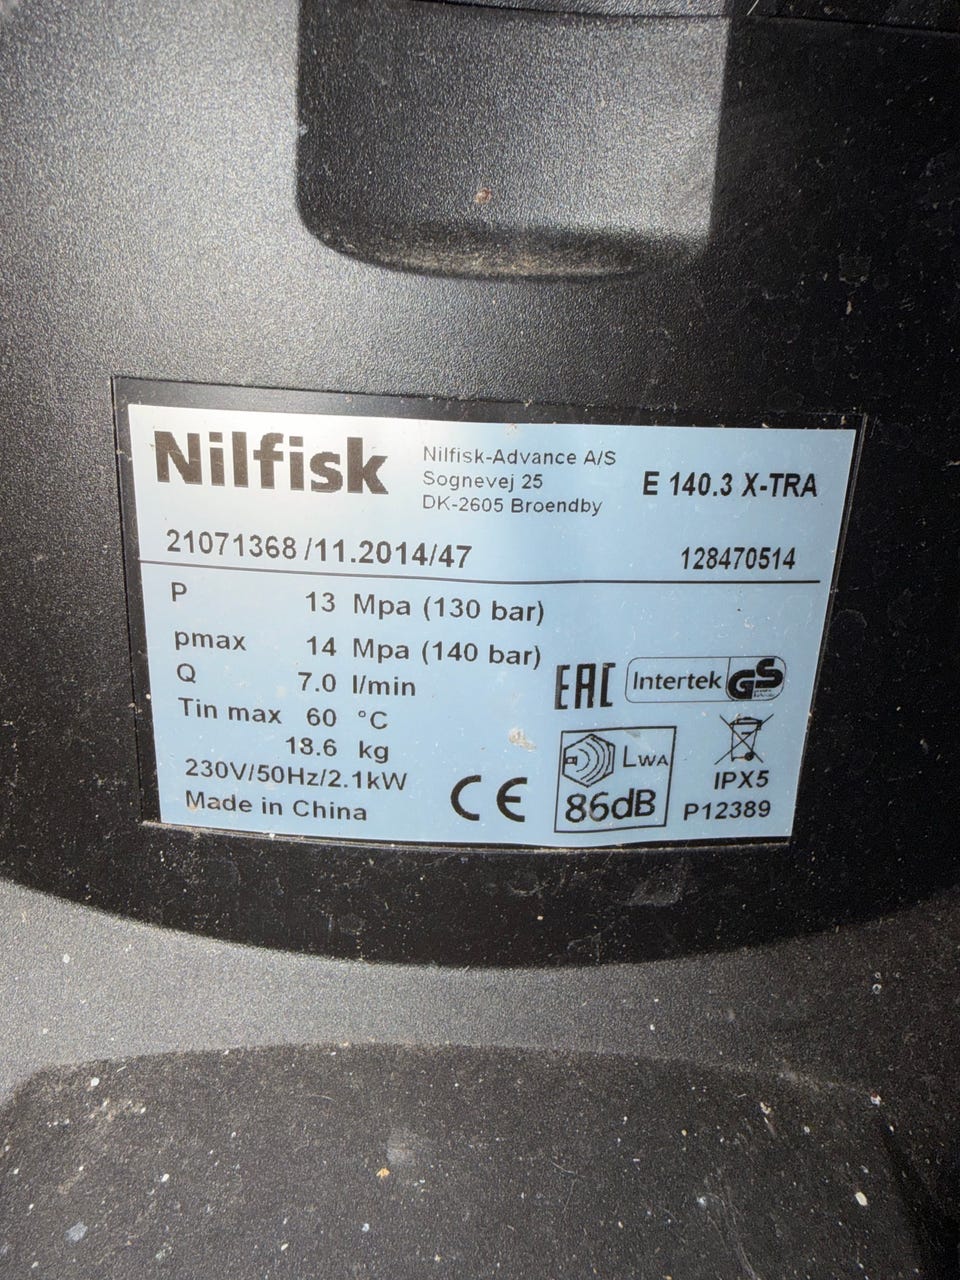 Nilfisk
Nilfisk-Advance A/S
Sognevej 25
DK-2605 Broendby
E 140.3 X-TRA
21071368/11.2014/47
128470514
P 13 Mpa (130 bar)
pmax 14 Mpa (140 bar)
Q 7.0 l/min
Tin max 60 °C
18.6 kg
230V/50Hz/2.1kW
Made in China
CE
EAC
Intertek GS
LWA
86dB
IPX5
P12389